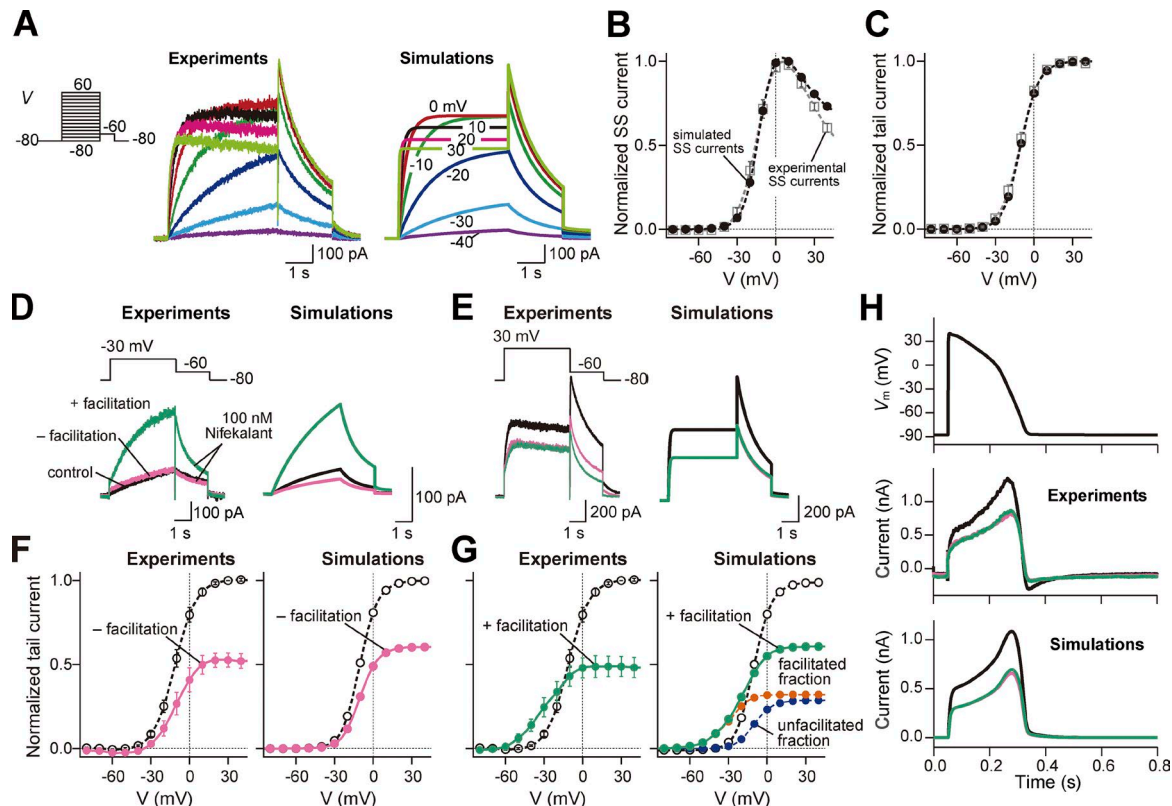 A
Experiments
Simulations
V
60
-60
-80
-80
-80
0 mV
10
20
30
-10
-20
-30
-40
100 pA
1 s
100 pA
1 s
B
Normalized SS current
1.0
0.5
0.0
simulated
SS currents
experimental
SS currents
-60
-30
0
30
V (mV)
C
Normalized tail current
1.0
0.5
0.0
-60
-30
0
30
V (mV)
D
Experiments
Simulations
-30 mV
-60
-80
+ facilitation
– facilitation
control
100 nM
Nifekalant
100 pA
1 s
100 pA
1 s
E
Experiments
Simulations
30 mV
-60
-80
200 pA
1 s
200 pA
1 s
F
Experiments
Simulations
Normalized tail current
1.0
0.5
0.0
– facilitation
– facilitation
-60
-30
0
30
-60
-30
0
30
V (mV)
V (mV)
G
Experiments
Simulations
1.0
0.5
0.0
+ facilitation
+ facilitation
facilitated
fraction
unfacilitated
fraction
-60
-30
0
30
-60
-30
0
30
V (mV)
V (mV)
H
Vm (mV)
30
0
-30
-60
-90
Experiments
Current (nA)
1.0
0.5
0.0
Simulations
Current (nA)
1.0
0.5
0.0
0.0
0.2
0.4
0.6
0.8
Time (s)